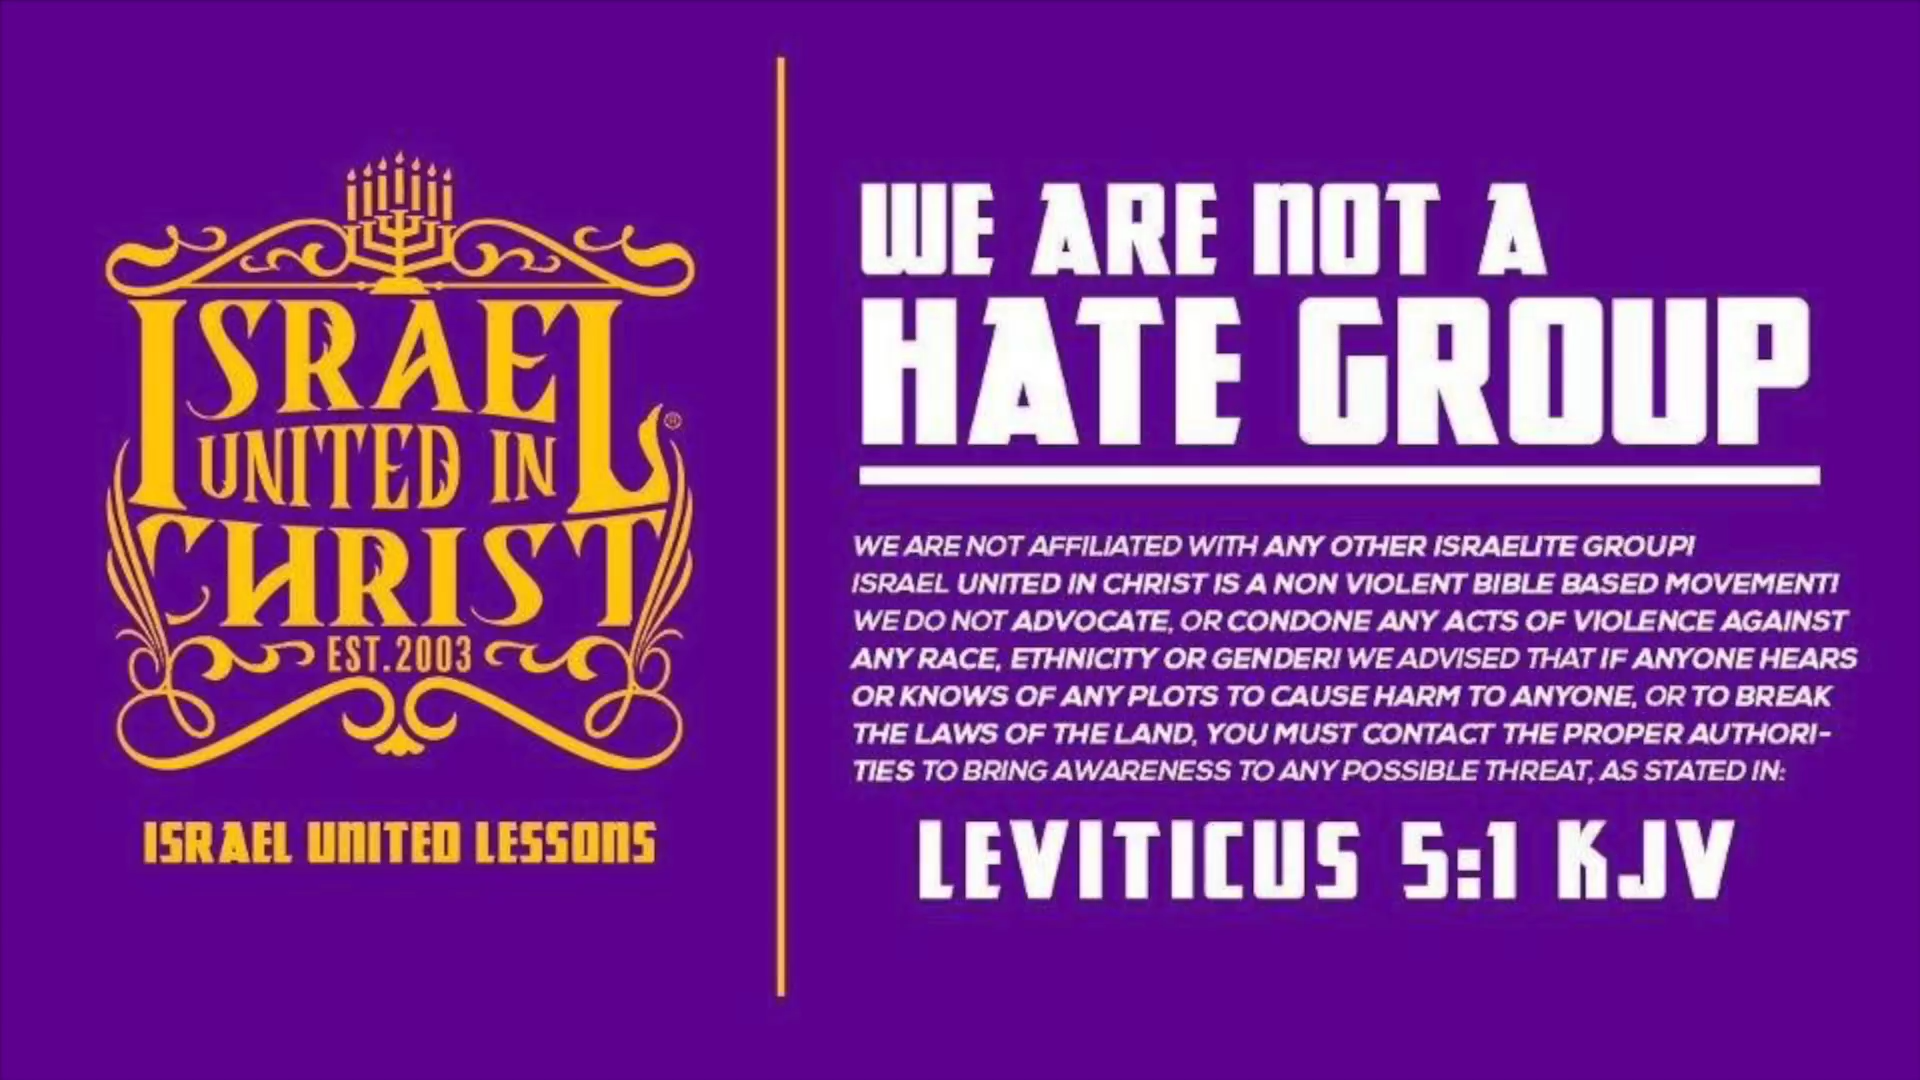 ISRAEL
UNITED IN
CHRIST
®
EST. 2003
ISRAEL UNITED LESSONS
WE ARE NOT A
HATE GROUP
WE ARE NOT AFFILIATED WITH ANY OTHER ISRAELITE GROUP!
ISRAEL UNITED IN CHRIST IS A NON VIOLENT BIBLE BASED MOVEMENT!
WE DO NOT ADVOCATE, OR CONDONE ANY ACTS OF VIOLENCE AGAINST
ANY RACE, ETHNICITY OR GENDER! WE ADVISED THAT IF ANYONE HEARS
OR KNOWS OF ANY PLOTS TO CAUSE HARM TO ANYONE, OR TO BREAK
THE LAWS OF THE LAND, YOU MUST CONTACT THE PROPER AUTHORI-
TIES TO BRING AWARENESS TO ANY POSSIBLE THREAT, AS STATED IN:
LEVITICUS 5:1 KJV